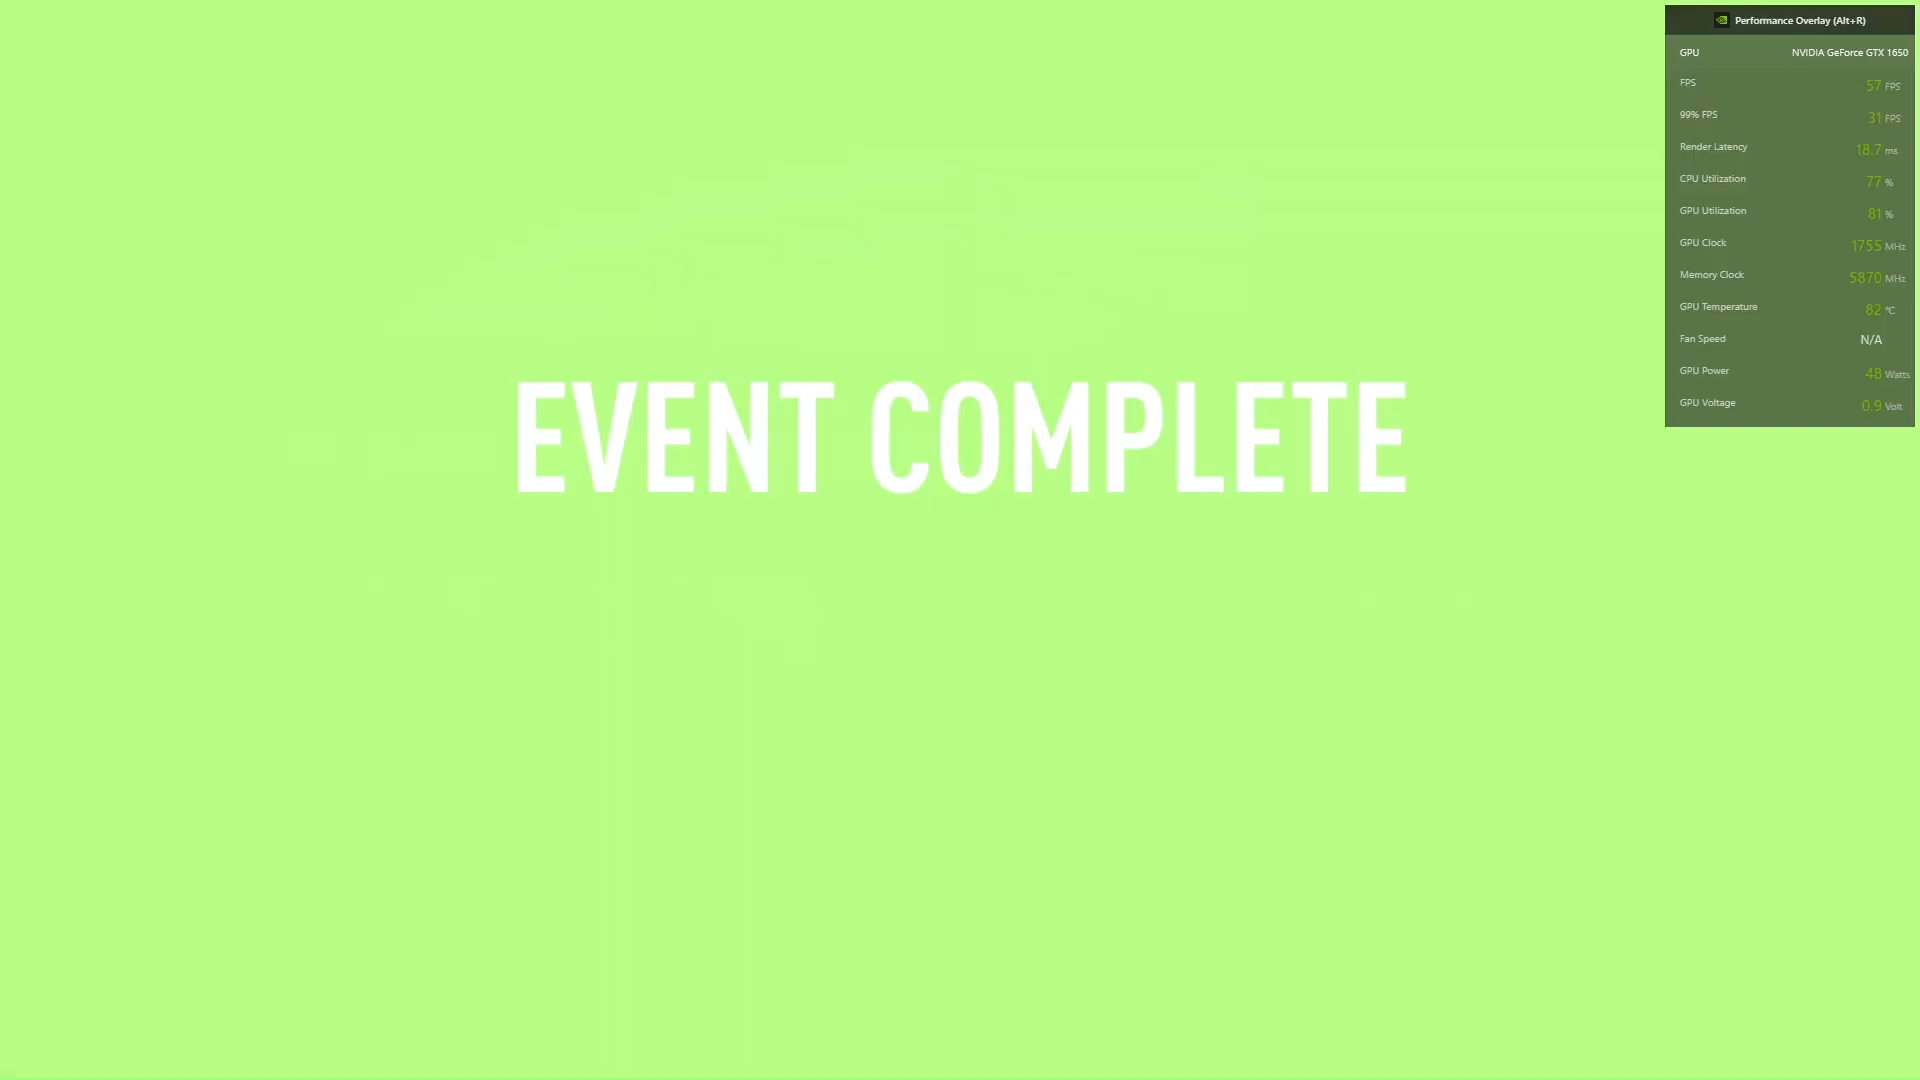 Performance Overlay (Alt+R)
GPU NVIDIA GeForce GTX 1650
FPS 57 FPS
99% FPS 31 FPS
Render Latency 18.7 ms
CPU Utilization 77 %
GPU Utilization 81 %
GPU Clock 1755 MHz
Memory Clock 5870 MHz
GPU Temperature 82 °C
Fan Speed N/A
GPU Power 48 Watts
GPU Voltage 0.9 Volt
EVENT COMPLETE